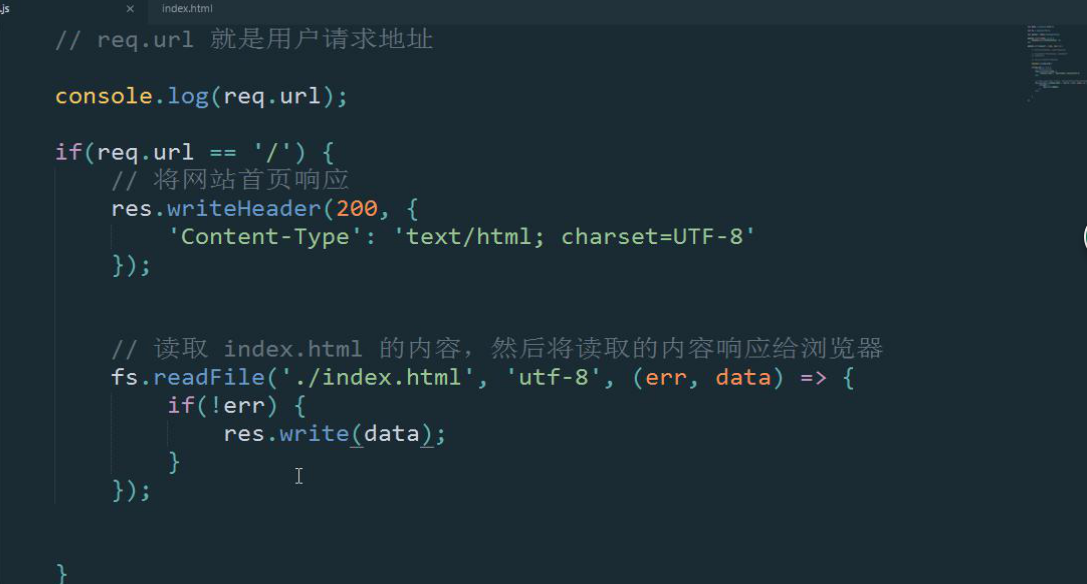 .js × index.html
// req.url 就是用户请求地址
console.log(req.url);
if(req.url == '/') {
// 将网站首页响应
res.writeHeader(200, {
'Content-Type': 'text/html; charset=UTF-8'
});
// 读取 index.html 的内容，然后将读取的内容响应给浏览器
fs.readFile('./index.html', 'utf-8', (err, data) => {
if(!err) {
res.write(data);
}
});
}